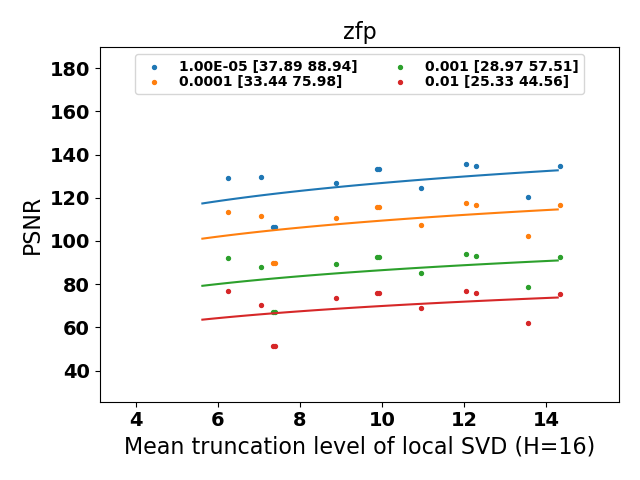 zfp
1.00E-05 [37.89 88.94]
0.0001 [33.44 75.98]
0.001 [28.97 57.51]
0.01 [25.33 44.56]
180
160
140
120
100
80
60
40
PSNR
4 6 8 10 12 14
Mean truncation level of local SVD (H=16)